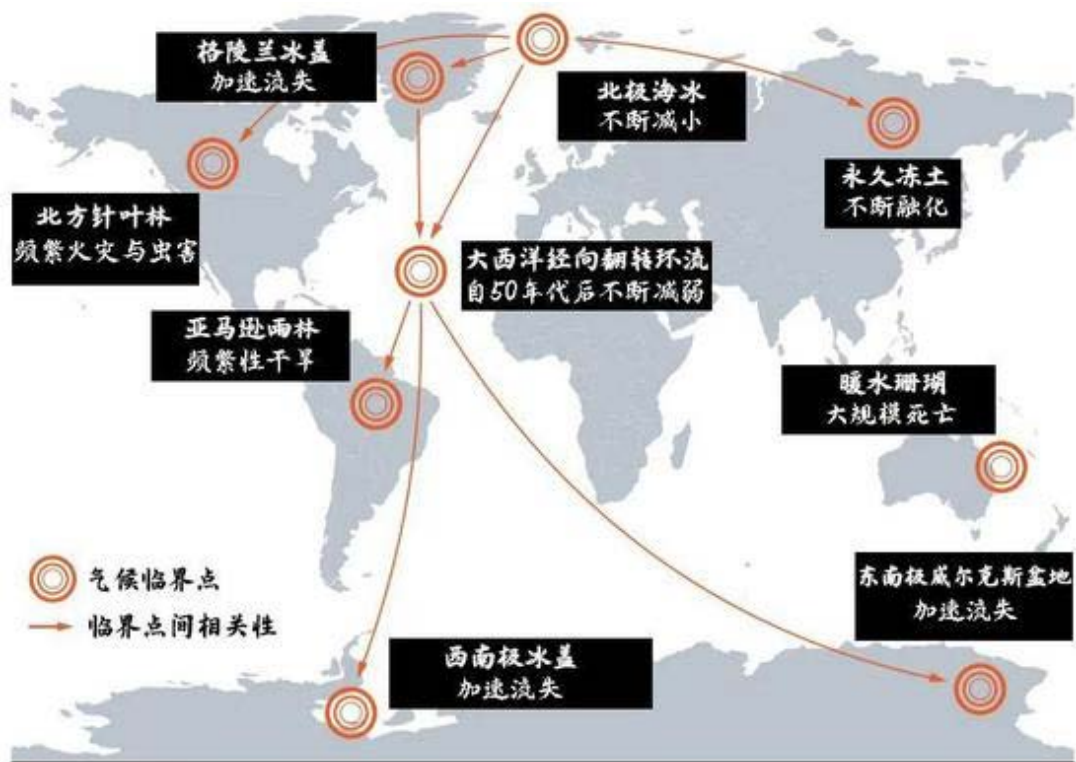 格陵兰冰盖
加速流失
北极海冰
不断减小
永久冻土
不断融化
北方针叶林
频繁火灾与虫害
大西洋经向翻转环流
自50年代后不断减弱
亚马逊雨林
频繁性干旱
暖水珊瑚
大规模死亡
气候临界点
临界点间相关性
东南极威尔克斯盆地
加速流失
西南极冰盖
加速流失